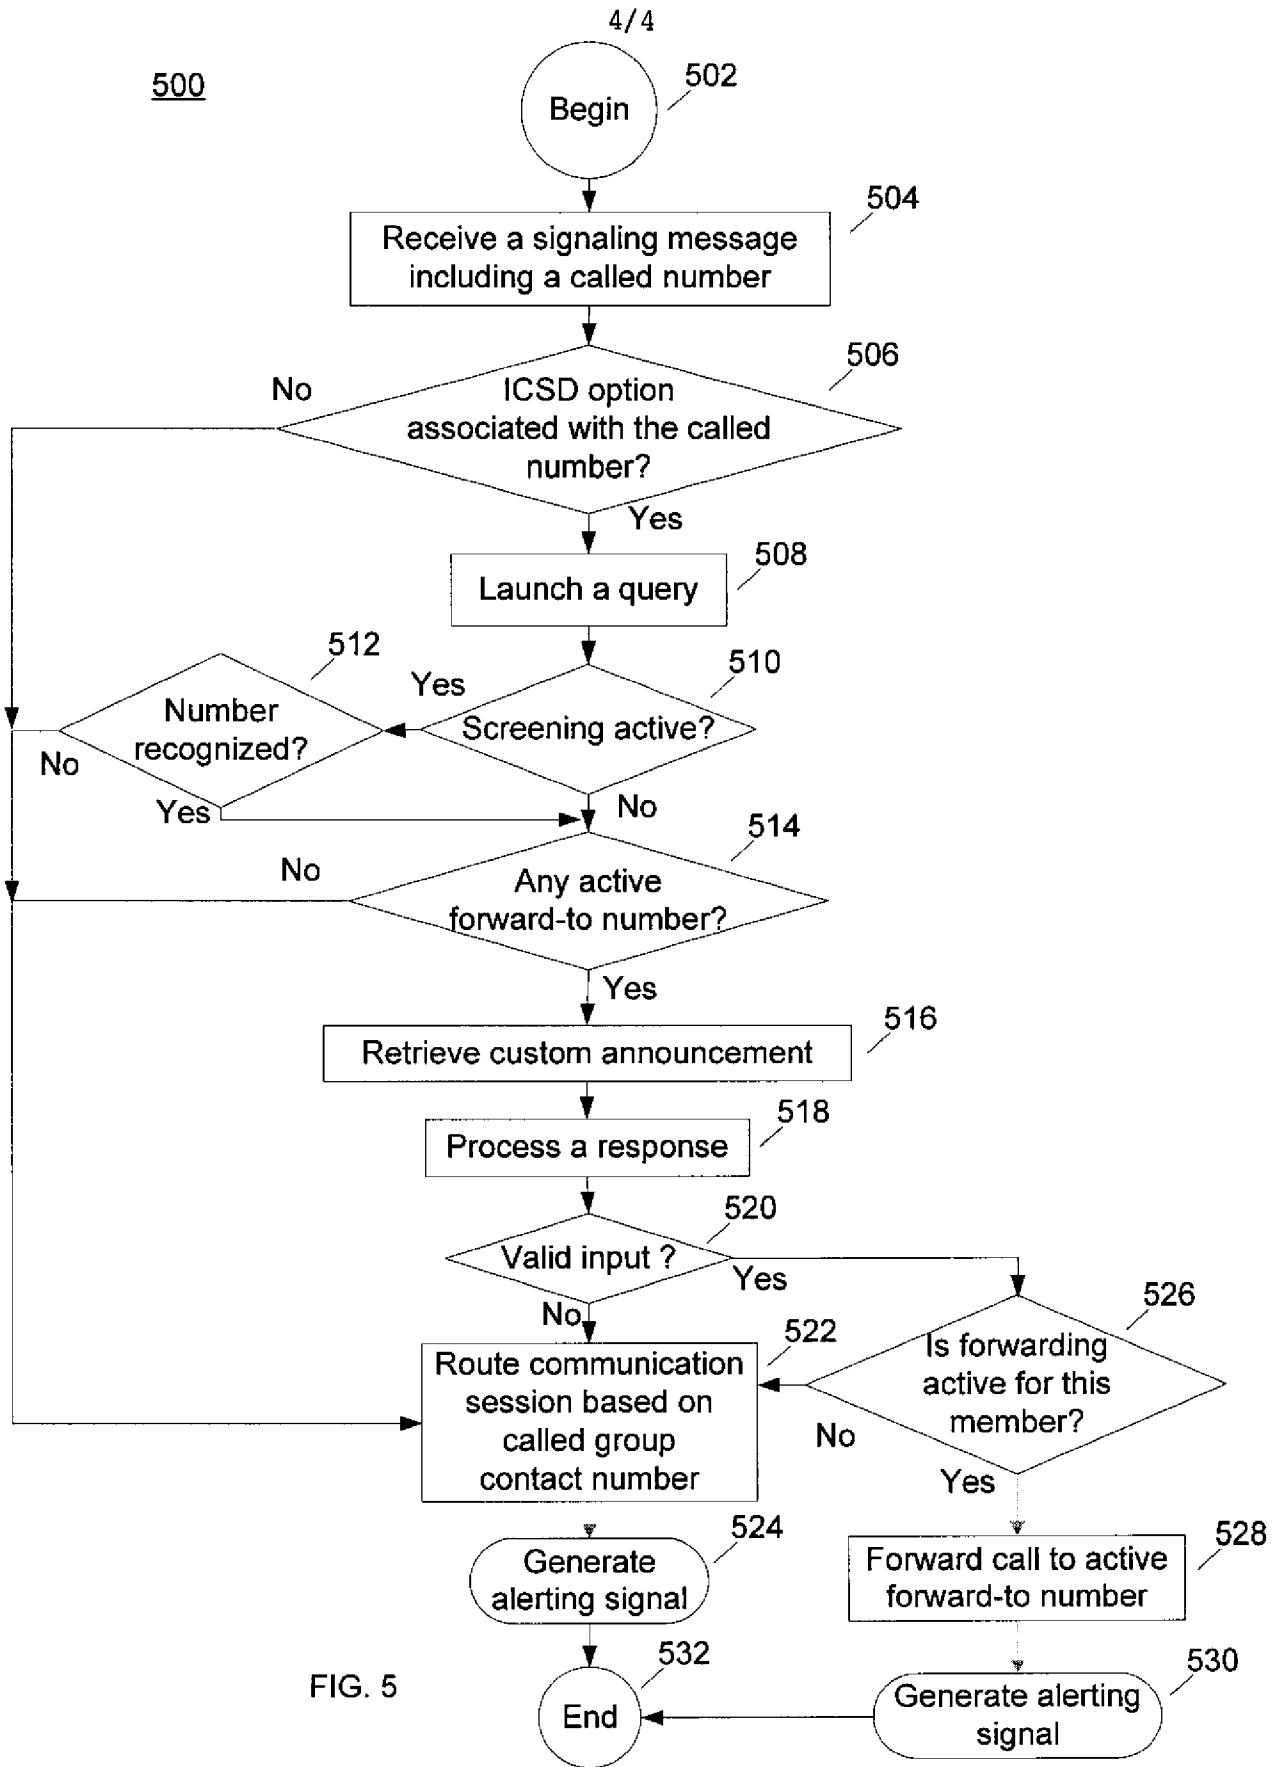 4/4
500
Begin
502
Receive a signaling message
including a called number
504
ICSD option
associated with the called
number?
506
No
Yes
Launch a query
508
Screening active?
510
Yes
No
Number
recognized?
512
No
Yes
Any active
forward-to number?
514
No
Yes
Retrieve custom announcement
516
Process a response
518
Valid input ?
520
Yes
No
Route communication
session based on
called group
contact number
522
Is forwarding
active for this
member?
526
No
Yes
Generate
alerting signal
524
Forward call to active
forward-to number
528
Generate alerting
signal
530
End
532
FIG. 5